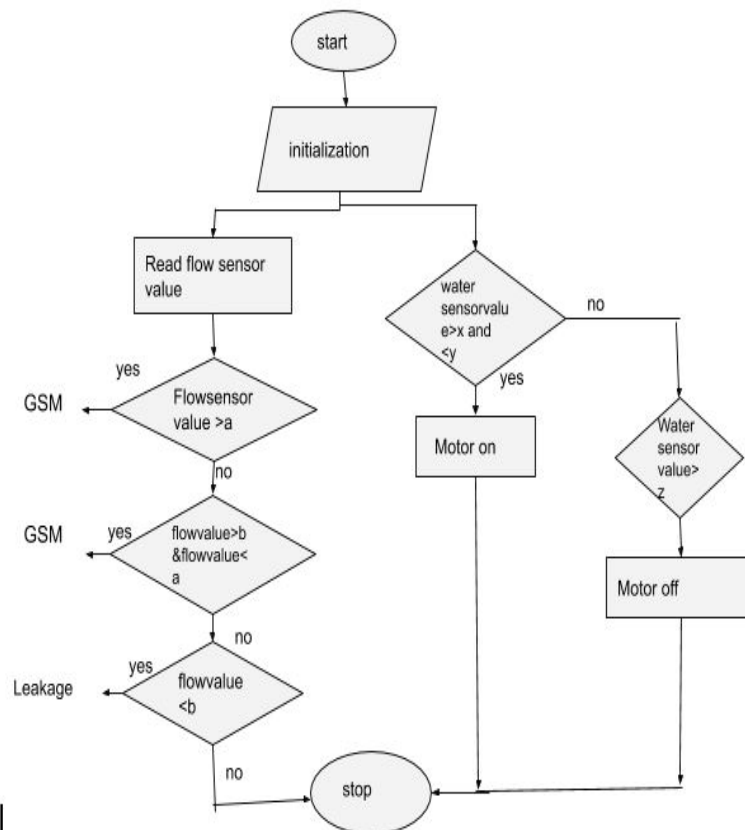 start
initialization
Read flow sensor
value
water
sensorvalu
e>x and
<y
no
yes
yes
GSM
Flowsensor
value >a
no
Motor on
Water
sensor
value>
z
GSM
yes
flowvalue>b
&flowvalue<
a
no
Motor off
yes
Leakage
flowvalue
<b
no
stop